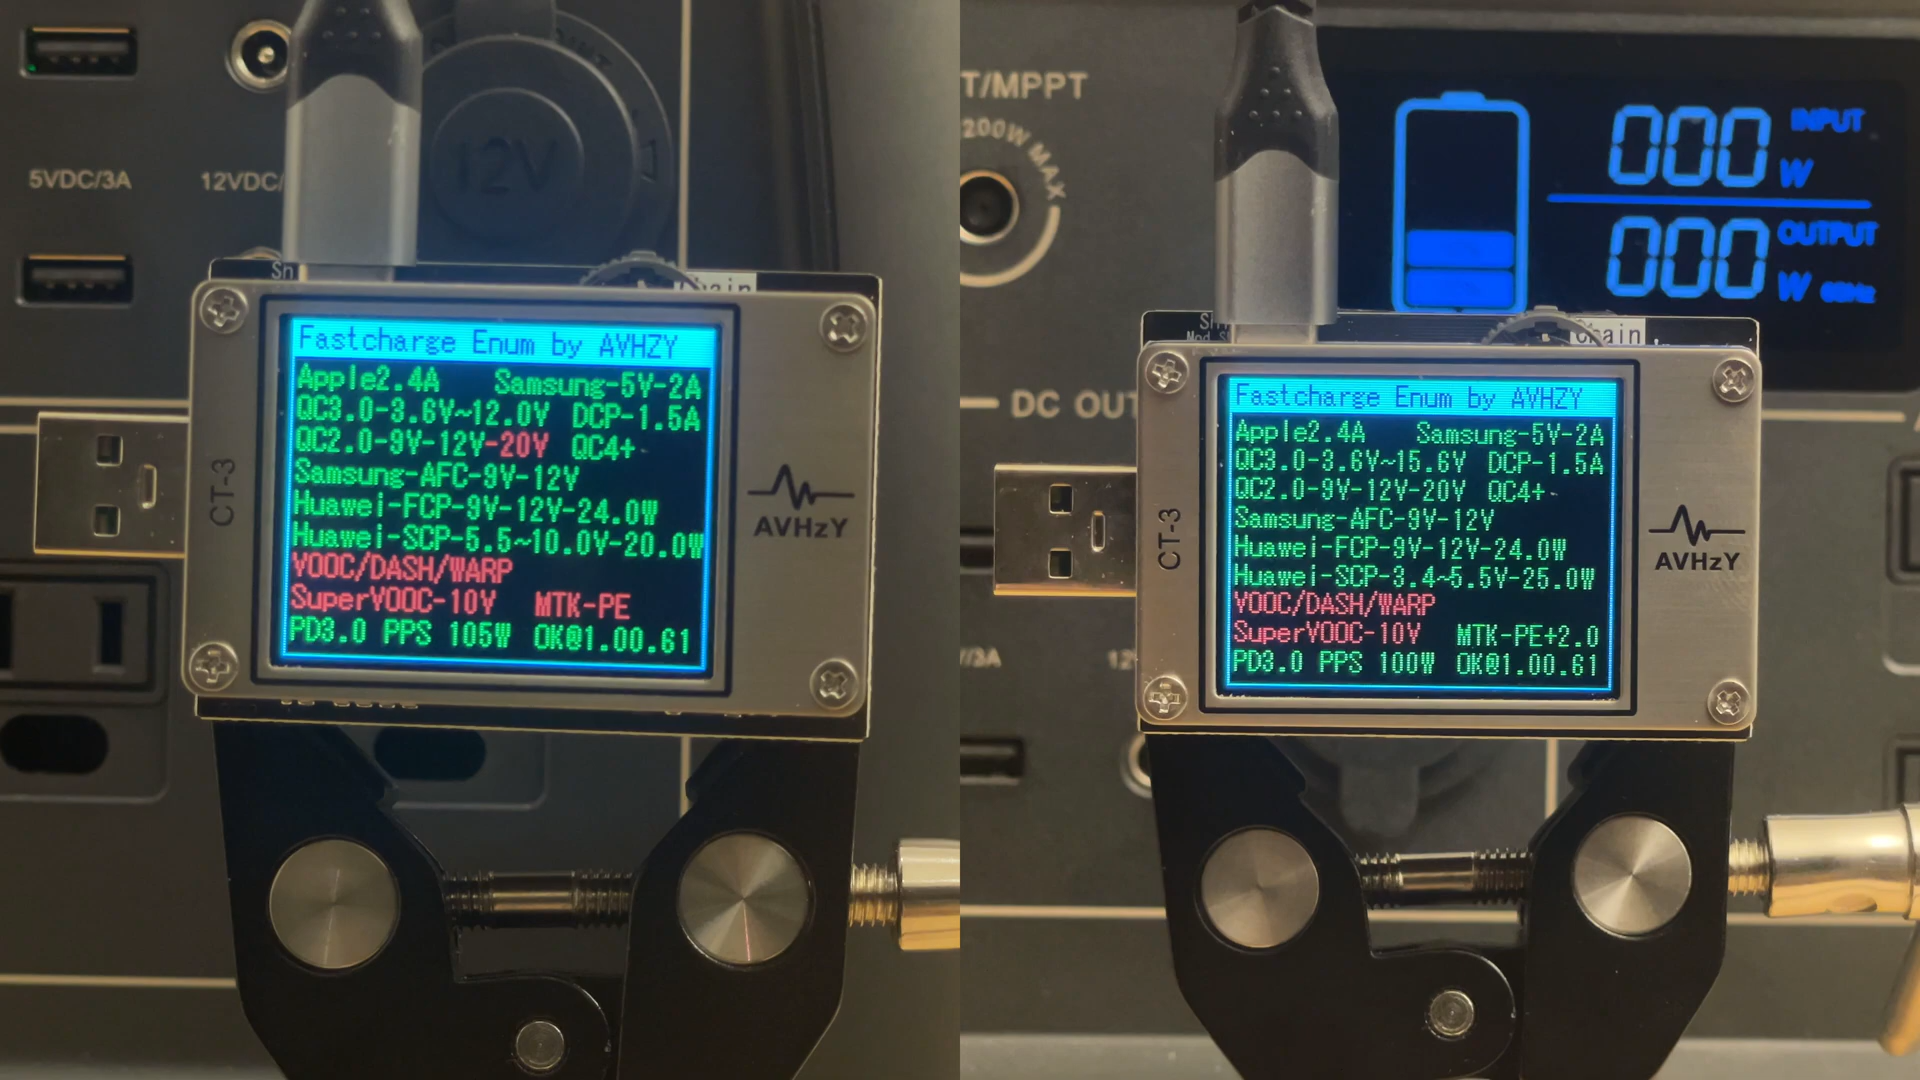 5VDC/3A
12VDC/
12V
Sh
Chain
Fastcharge Enum by AVHZY
Apple2.4A Samsung-5V-2A
QC3.0-3.6V~12.0V DCP-1.5A
QC2.0-9V-12V-20V QC4+
Samsung-AFC-9V-12V
Huawei-FCP-9V-12V-24.0W
Huawei-SCP-5.5~10.0V-20.0W
VOOC/DASH/WARP
SuperVOOC-10V MTK-PE
PD3.0 PPS 105W OK@1.00.61
CT-3
AVHzY
T/MPPT
200W MAX
000 INPUT
W
000 OUTPUT
W 60Hz
Chain
DC OUT
Fastcharge Enum by AVHZY
Apple2.4A Samsung-5V-2A
QC3.0-3.6V~15.6V DCP-1.5A
QC2.0-9V-12V-20V QC4+
Samsung-AFC-9V-12V
Huawei-FCP-9V-12V-24.0W
Huawei-SCP-3.4~5.5V-25.0W
VOOC/DASH/WARP
SuperVOOC-10V MTK-PE+2.0
PD3.0 PPS 100W OK@1.00.61
CT-3
AVHzY
/3A
12